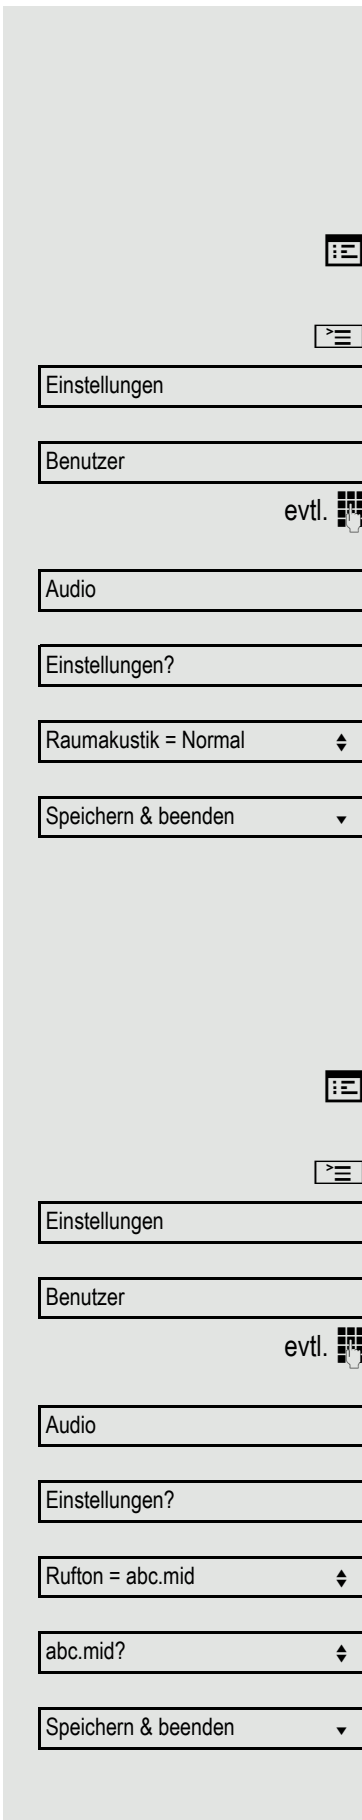 Einstellungen
Benutzer
evtl.
Audio
Einstellungen?
Raumakustik = Normal
Speichern & beenden
Einstellungen
Benutzer
evtl.
Audio
Einstellungen?
Rufton = abc.mid
abc.mid?
Speichern & beenden